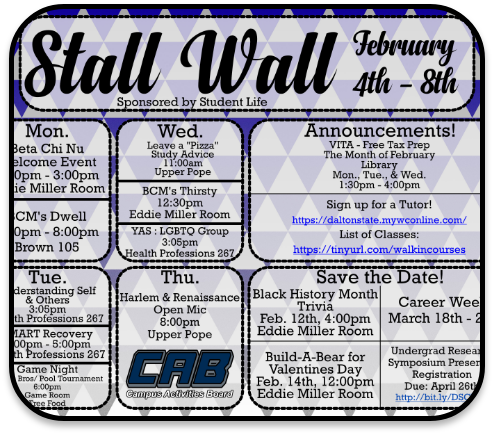 Stall Wall
February
4th - 8th
Sponsored by Student Life
Mon.
Beta Chi Nu
elcome Event
0pm - 3:00pm
ie Miller Room
BCM's Dwell
0pm - 8:00pm
Brown 105
Wed.
Leave a "Pizza"
Study Advice
11:00am
Upper Pope
BCM's Thirsty
12:30pm
Eddie Miller Room
YAS : LGBTQ Group
3:05pm
Health Professions 267
Announcements!
VITA - Free Tax Prep
The Month of February
Library
Mon., Tue., & Wed.
1:30pm - 4:00pm
Sign up for a Tutor!
https://daltonstate.mywconline.com/
List of Classes:
https://tinyurl.com/walkincourses
Tue.
derstanding Self
& Others
3:05pm
th Professions 267
MART Recovery
00pm - 5:00pm
th Professions 267
Game Night
Bros/ Pool Tournament
6:00pm
Game Room
Free Food
Thu.
Harlem & Renaissance
Open Mic
8:00pm
Upper Pope
CAB
Campus Activities Board
Save the Date!
Black History Month
Trivia
Feb. 12th, 4:00pm
Eddie Miller Room
Build-A-Bear for
Valentines Day
Feb. 14th, 12:00pm
Eddie Miller Room
Career Wee
March 18th - 2
Undergrad Resear
Symposium Presen
Registration
Due: April 26th
http://bit.ly/DSC